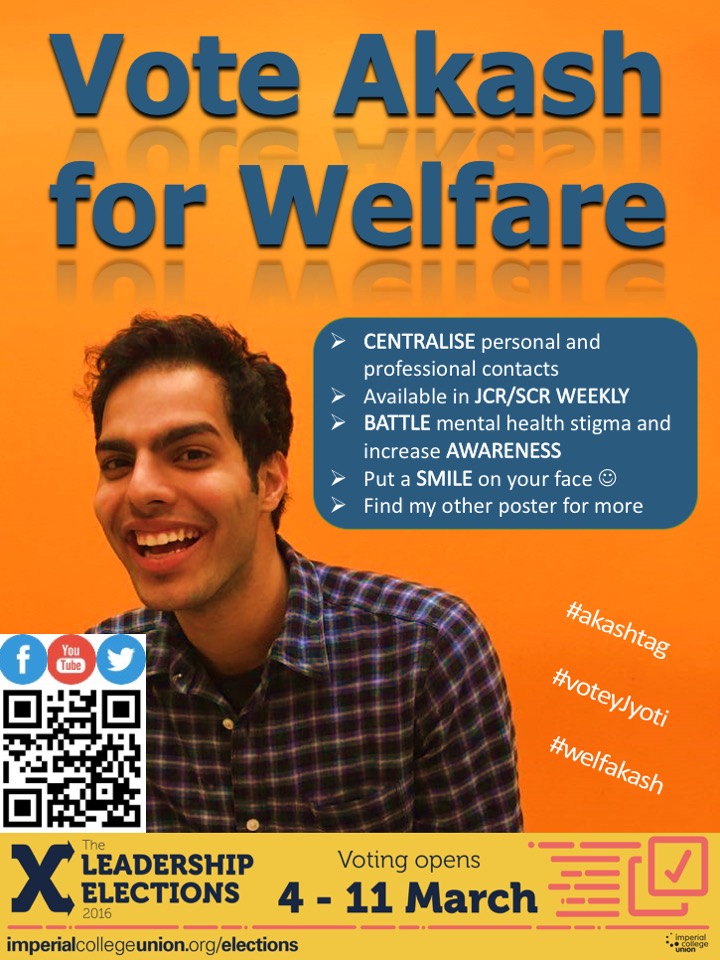 Vote Akash
for Welfare
➢ CENTRALISE personal and
professional contacts
➢ Available in JCR/SCR WEEKLY
➢ BATTLE mental health stigma and
increase AWARENESS
➢ Put a SMILE on your face ☺
➢ Find my other poster for more
#akashtag
#voteyJyoti
#welfakash
f You Tube
The
LEADERSHIP
ELECTIONS
2016
Voting opens
4 - 11 March
imperialcollegeunion.org/elections
imperial
college
union